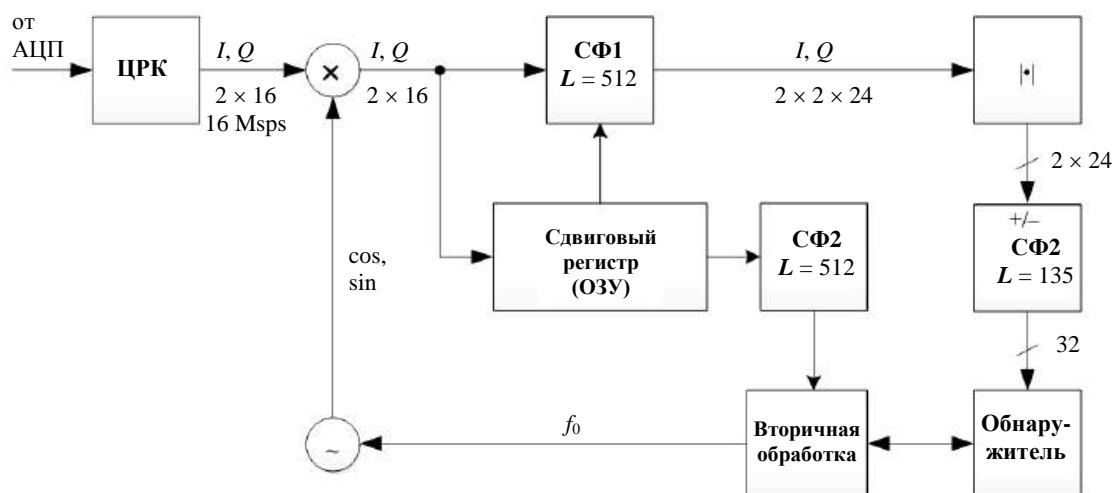 от
АЦП
ЦРК
I, Q
2 × 16
16 Msps
×
I, Q
2 × 16
СФ1
L = 512
I, Q
2 × 2 × 24
|•|
2 × 24
cos,
sin
Сдвиговый
регистр
(ОЗУ)
СФ2
L = 512
+/–
СФ2
L = 135
32
~
f₀
Вторичная
обработка
Обнару-
житель